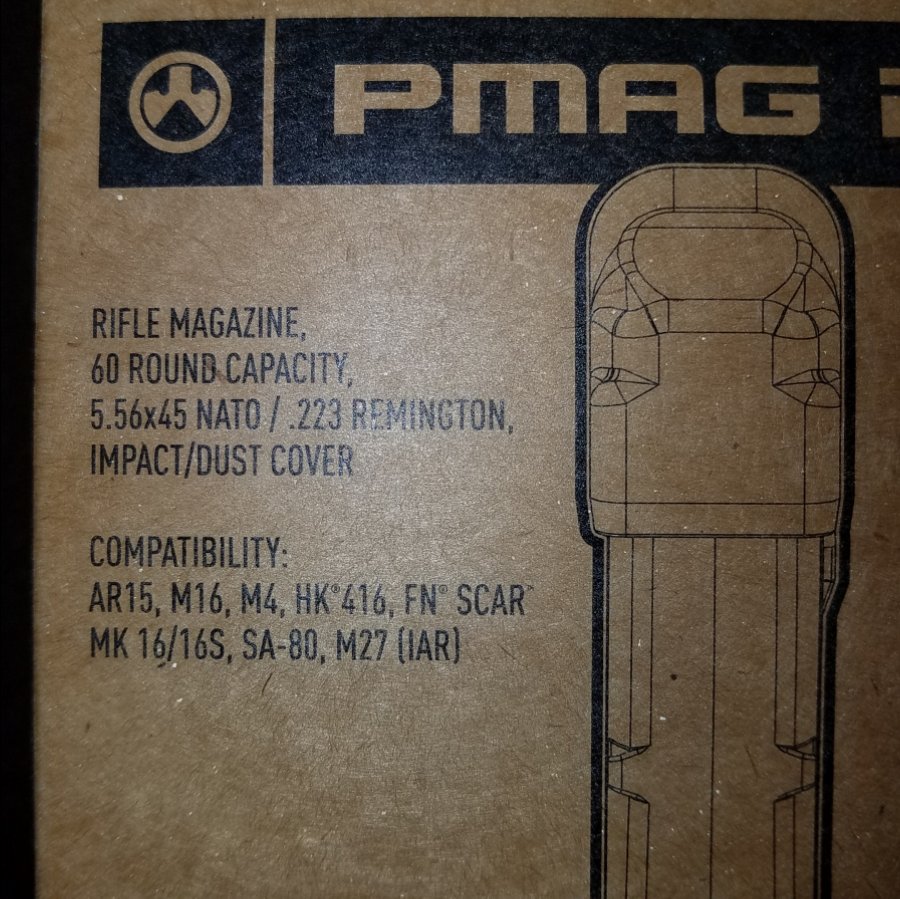 PMAG
RIFLE MAGAZINE,
60 ROUND CAPACITY,
5.56x45 NATO / .223 REMINGTON,
IMPACT/DUST COVER
COMPATIBILITY:
AR15, M16, M4, HK®416, FN® SCAR™
MK 16/16S, SA-80, M27 (IAR)